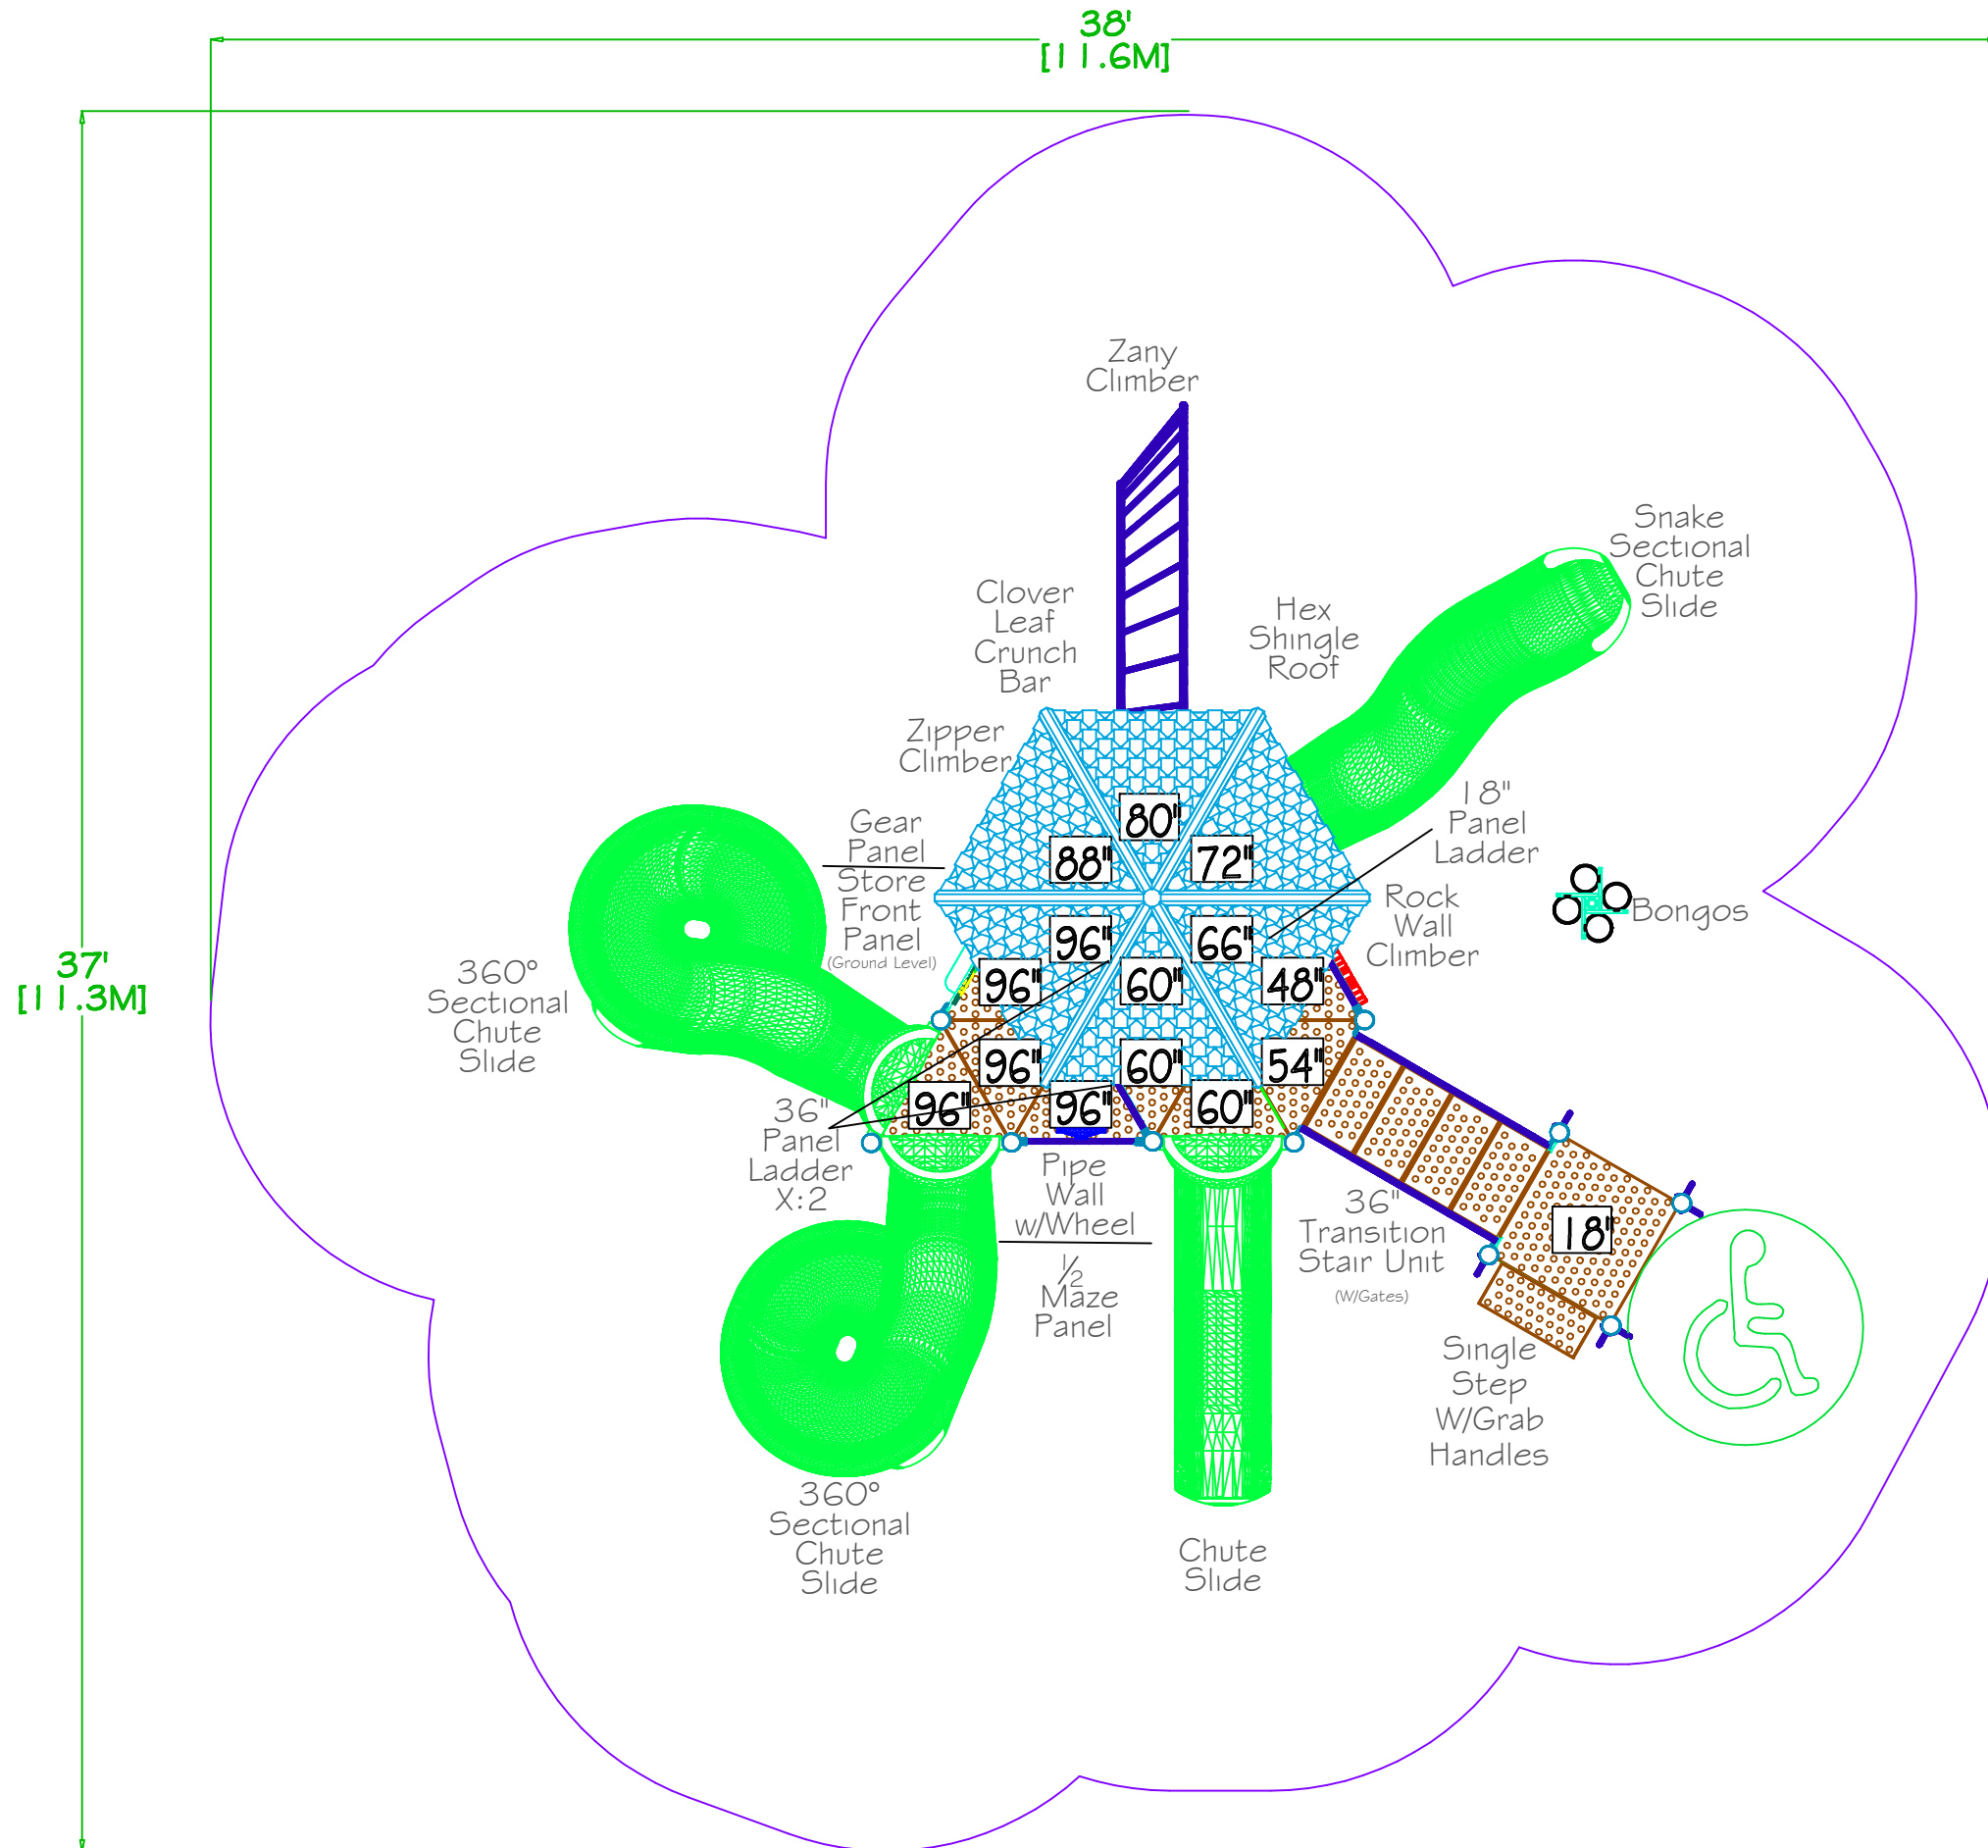 38'
[11.6M]
37'
[11.3M]
Zany
Climber
Snake
Sectional
Chute
Slide
Clover
Leaf
Crunch
Bar
Hex
Shingle
Roof
Zipper
Climber
18"
Panel
Ladder
Gear
Panel
Store
Front
Panel
(Ground Level)
Rock
Wall
Climber
Bongos
80"
88"
72"
96"
66"
96"
60"
48"
96"
60"
54"
96"
96"
60"
18"
360°
Sectional
Chute
Slide
36"
Panel
Ladder
X:2
Pipe
Wall
w/Wheel
½
Maze
Panel
36"
Transition
Stair Unit
(W/Gates)
Single
Step
W/Grab
Handles
360°
Sectional
Chute
Slide
Chute
Slide